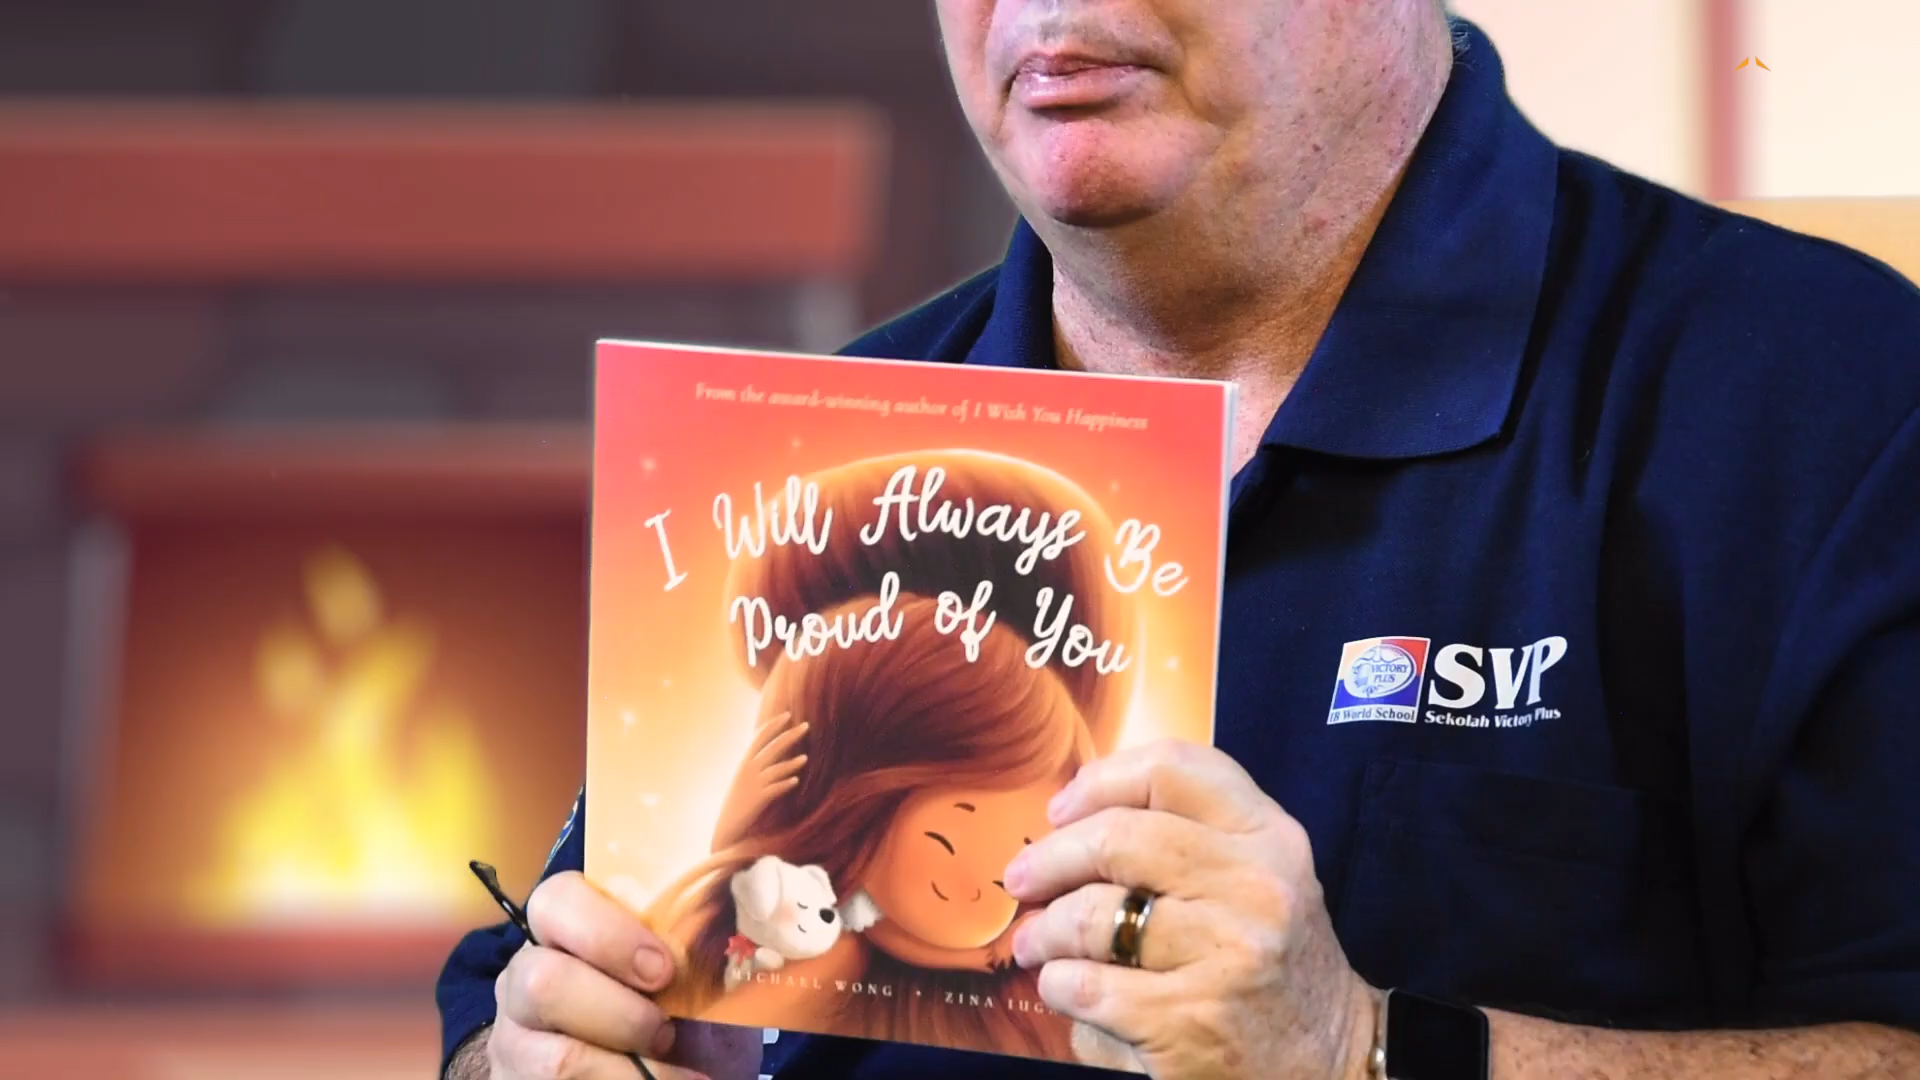 From the award-winning author of I Wish You Happiness
I Will Always Be
Proud of You
MICHAEL WONG • ZINA
VICTORY
PLUS
IB World School
SVP
Sekolah Victory Plus